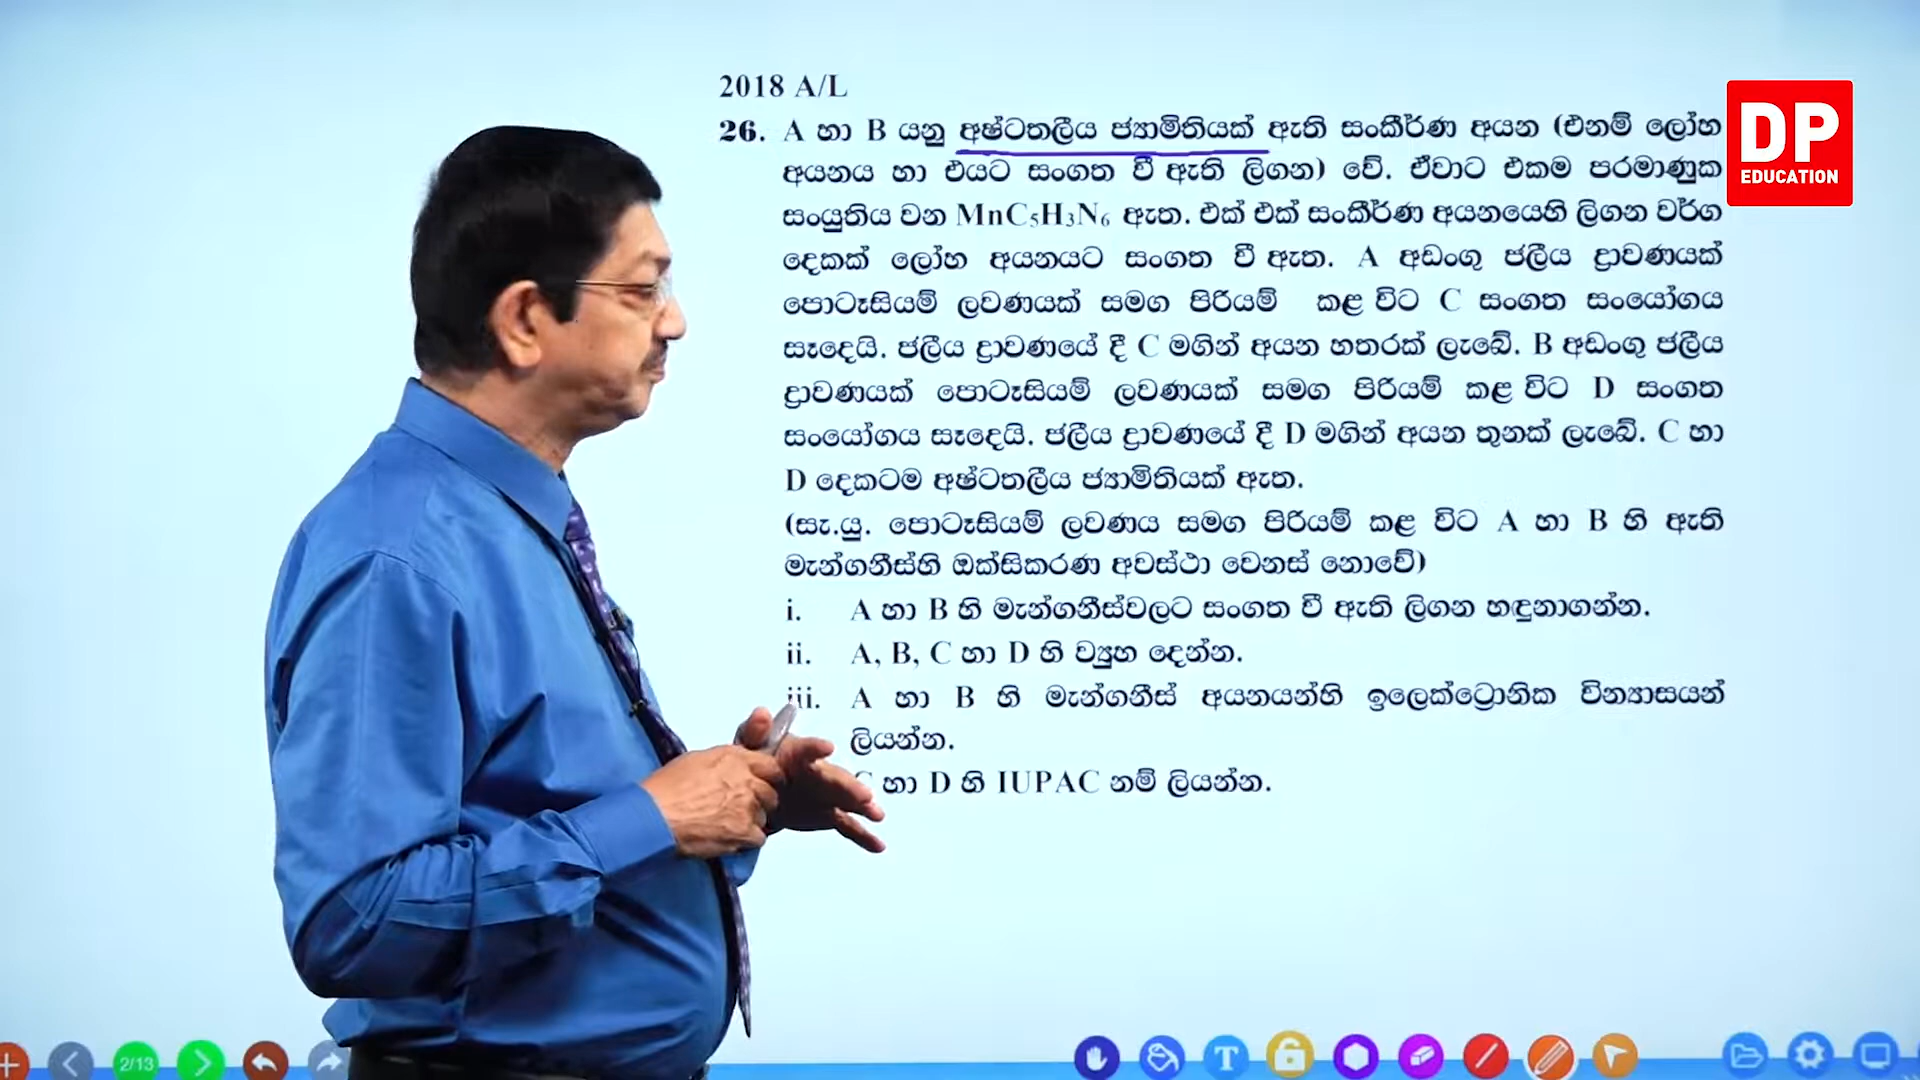 2018 A/L
DP
EDUCATION
26. A හා B යනු අෂ්ටතලීය ජ්‍යාමිතියක් ඇති සංකීර්ණ අයන (එනම් ලෝහ
අයනය හා එයට සංගත වී ඇති ලිගන) වේ. ඒවාට එකම පරමාණුක
සංයුතිය වන MnC₅H₃N₆ ඇත. එක් එක් සංකීර්ණ අයනයෙහි ලිගන වර්ග
දෙකක් ලෝහ අයනයට සංගත වී ඇත. A අඩංගු ජලීය ද්‍රාවණයක්
පොටෑසියම් ලවණයක් සමග පිරියම් කළ විට C සංගත සංයෝගය
සෑදෙයි. ජලීය ද්‍රාවණයේ දී C මගින් අයන හතරක් ලැබේ. B අඩංගු ජලීය
ද්‍රාවණයක් පොටෑසියම් ලවණයක් සමග පිරියම් කළ විට D සංගත
සංයෝගය සෑදෙයි. ජලීය ද්‍රාවණයේ දී D මගින් අයන තුනක් ලැබේ. C හා
D දෙකටම අෂ්ටතලීය ජ්‍යාමිතියක් ඇත.
(සැ.යු. පොටෑසියම් ලවණය සමග පිරියම් කළ විට A හා B හි ඇති
මැන්ගනීස්හි ඔක්සිකරණ අවස්ථා වෙනස් නොවේ)
i. A හා B හි මැන්ගනීස්වලට සංගත වී ඇති ලිගන හඳුනාගන්න.
ii. A, B, C හා D හි ව්‍යුහ දෙන්න.
iii. A හා B හි මැන්ගනීස් අයනයන්හි ඉලෙක්ට්‍රොනික වින්‍යාසයන්
ලියන්න.
C හා D හි IUPAC නම් ලියන්න.
2/13